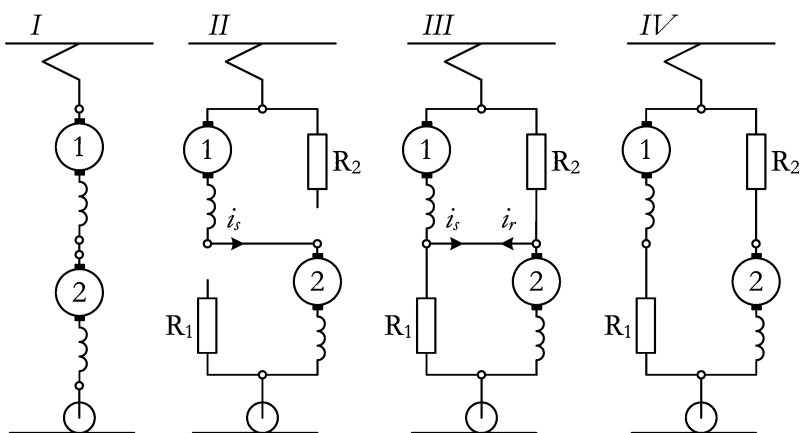 I II III IV
1 1 R₂ 1 R₂ 1 R₂
iₛ iₛ iᵣ
2 2 2 2
R₁ R₁ R₁